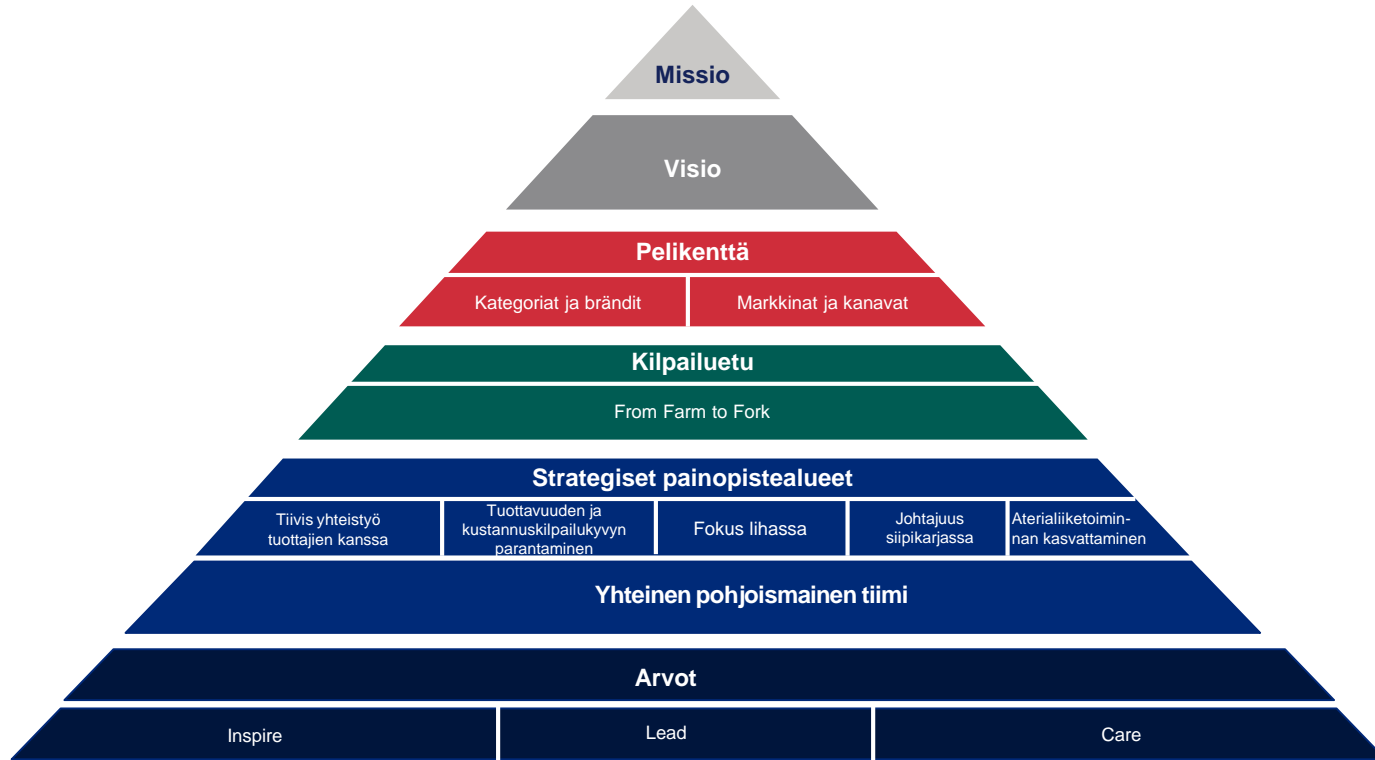 Missio
Visio
Pelikenttä
Kategoriat ja brändit
Markkinat ja kanavat
Kilpailuetu
From Farm to Fork
Strategiset painopistealueet
Tiivis yhteistyö
tuottajien kanssa
Tuottavuuden ja
kustannuskilpailukyvyn
parantaminen
Fokus lihassa
Johtajuus
siipikarjassa
Aterialiiketoimin-
nan kasvattaminen
Yhteinen pohjoismainen tiimi
Arvot
Inspire
Lead
Care